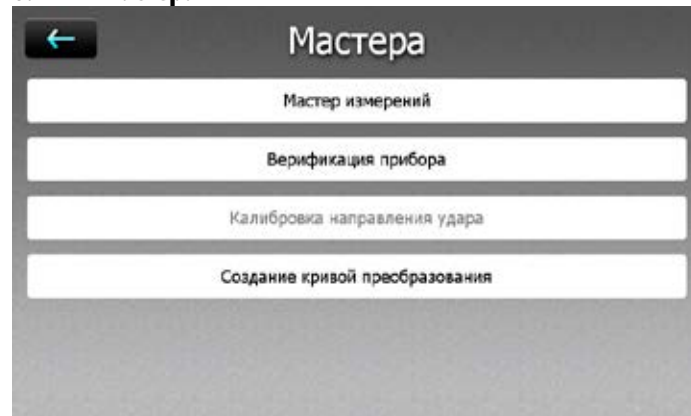 Мастера
Мастер измерений
Верификация прибора
Калибровка направления удара
Создание кривой преобразования